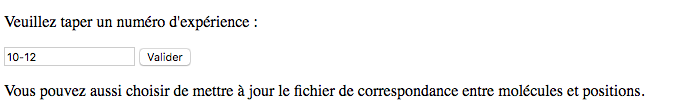 Veuillez taper un numéro d'expérience :
10-12 Valider
Vous pouvez aussi choisir de mettre à jour le fichier de correspondance entre molécules et positions.